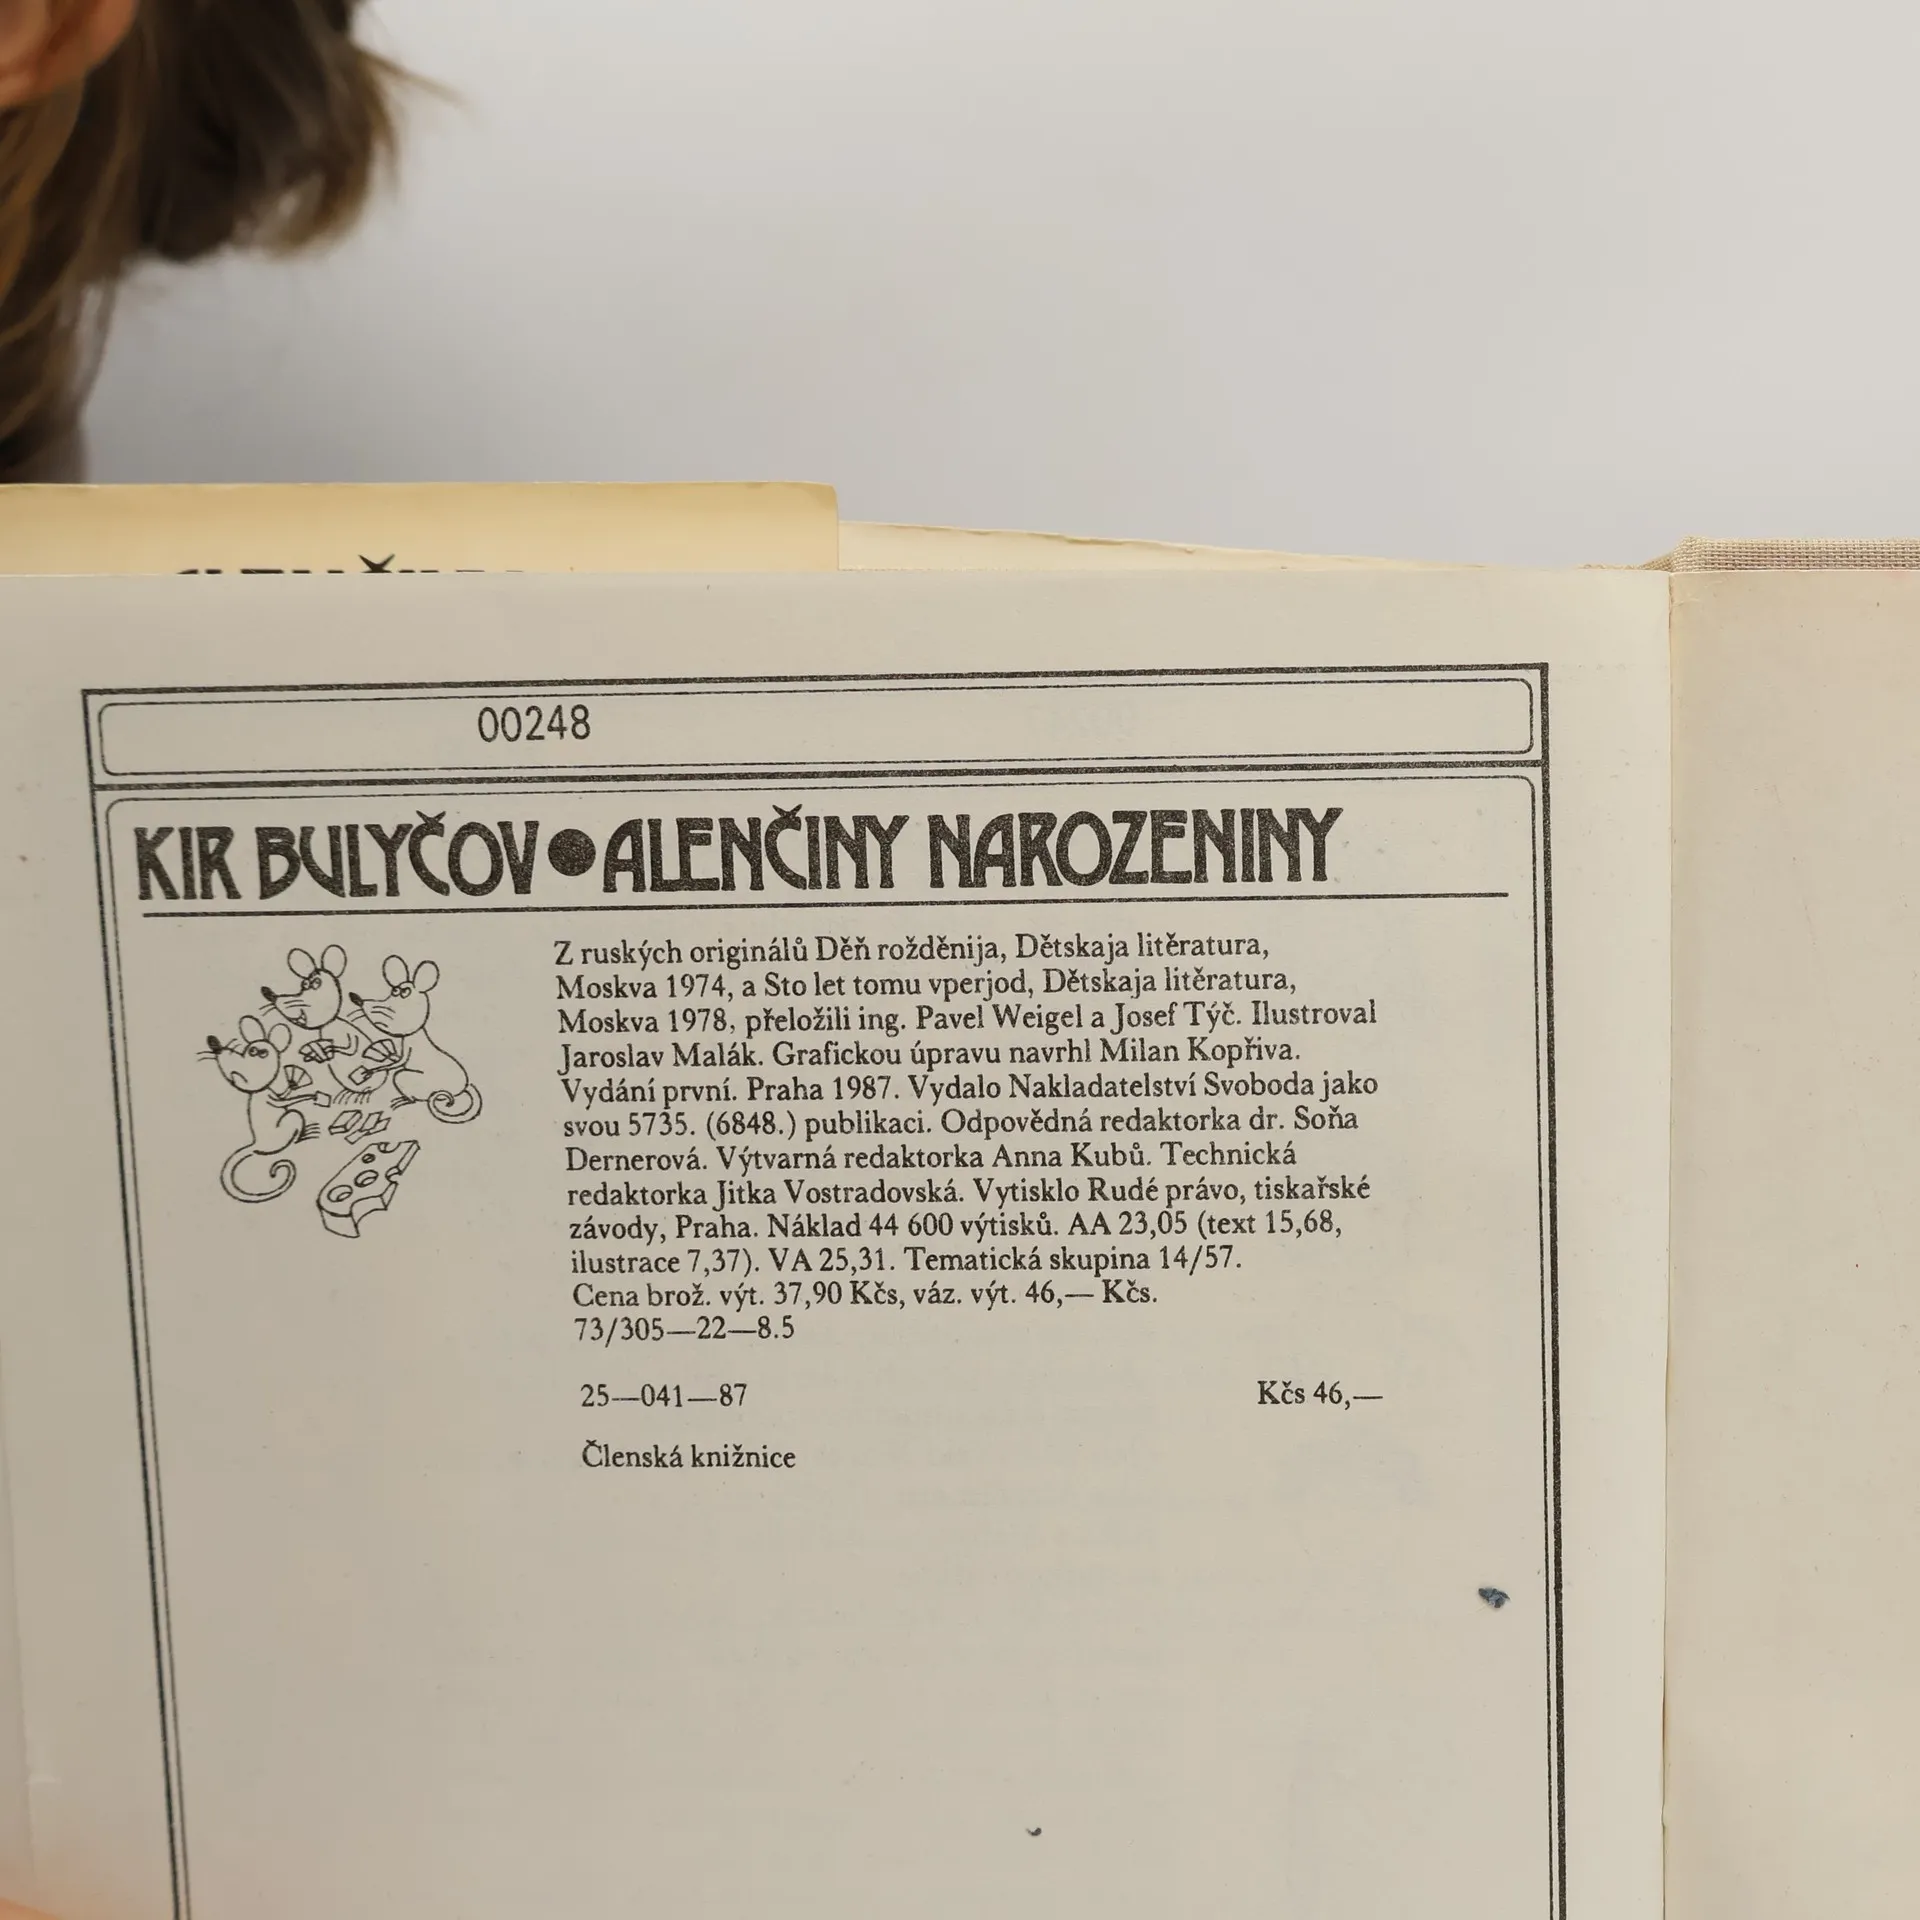 00248
KIR BULYČOV ● ALENČINY NAROZENINY
Z ruských originálů Děň rožděnija, Dětskaja litěratura,
Moskva 1974, a Sto let tomu vperjod, Dětskaja litěratura,
Moskva 1978, přeložili ing. Pavel Weigel a Josef Týč. Ilustroval
Jaroslav Malák. Grafickou úpravu navrhl Milan Kopřiva.
Vydání první. Praha 1987. Vydalo Nakladatelství Svoboda jako
svou 5735. (6848.) publikaci. Odpovědná redaktorka dr. Soňa
Dernerová. Výtvarná redaktorka Anna Kubů. Technická
redaktorka Jitka Vostradovská. Vytisklo Rudé právo, tiskařské
závody, Praha. Náklad 44 600 výtisků. AA 23,05 (text 15,68,
ilustrace 7,37). VA 25,31. Tematická skupina 14/57.
Cena brož. výt. 37,90 Kčs, váz. výt. 46,— Kčs.
73/305—22—8.5
25—041—87 Kčs 46,—
Členská knižnice